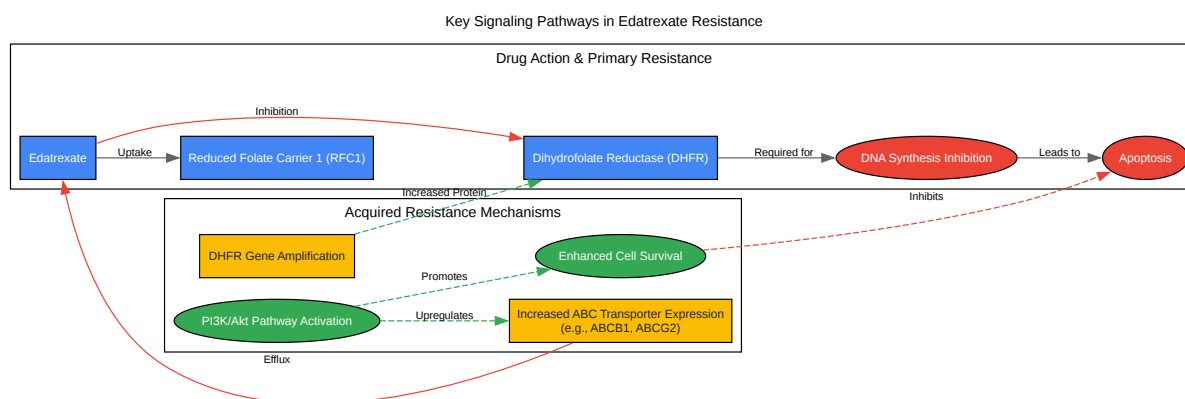 Key Signaling Pathways in Edatrexate Resistance
Drug Action & Primary Resistance
Inhibition
Edatrexate
Uptake
Reduced Folate Carrier 1 (RFC1)
Dihydrofolate Reductase (DHFR)
Required for
DNA Synthesis Inhibition
Leads to
Apoptosis
Increased Protein
Inhibits
Acquired Resistance Mechanisms
DHFR Gene Amplification
Enhanced Cell Survival
Promotes
PI3K/Akt Pathway Activation
Upregulates
Increased ABC Transporter Expression
(e.g., ABCB1, ABCG2)
Efflux